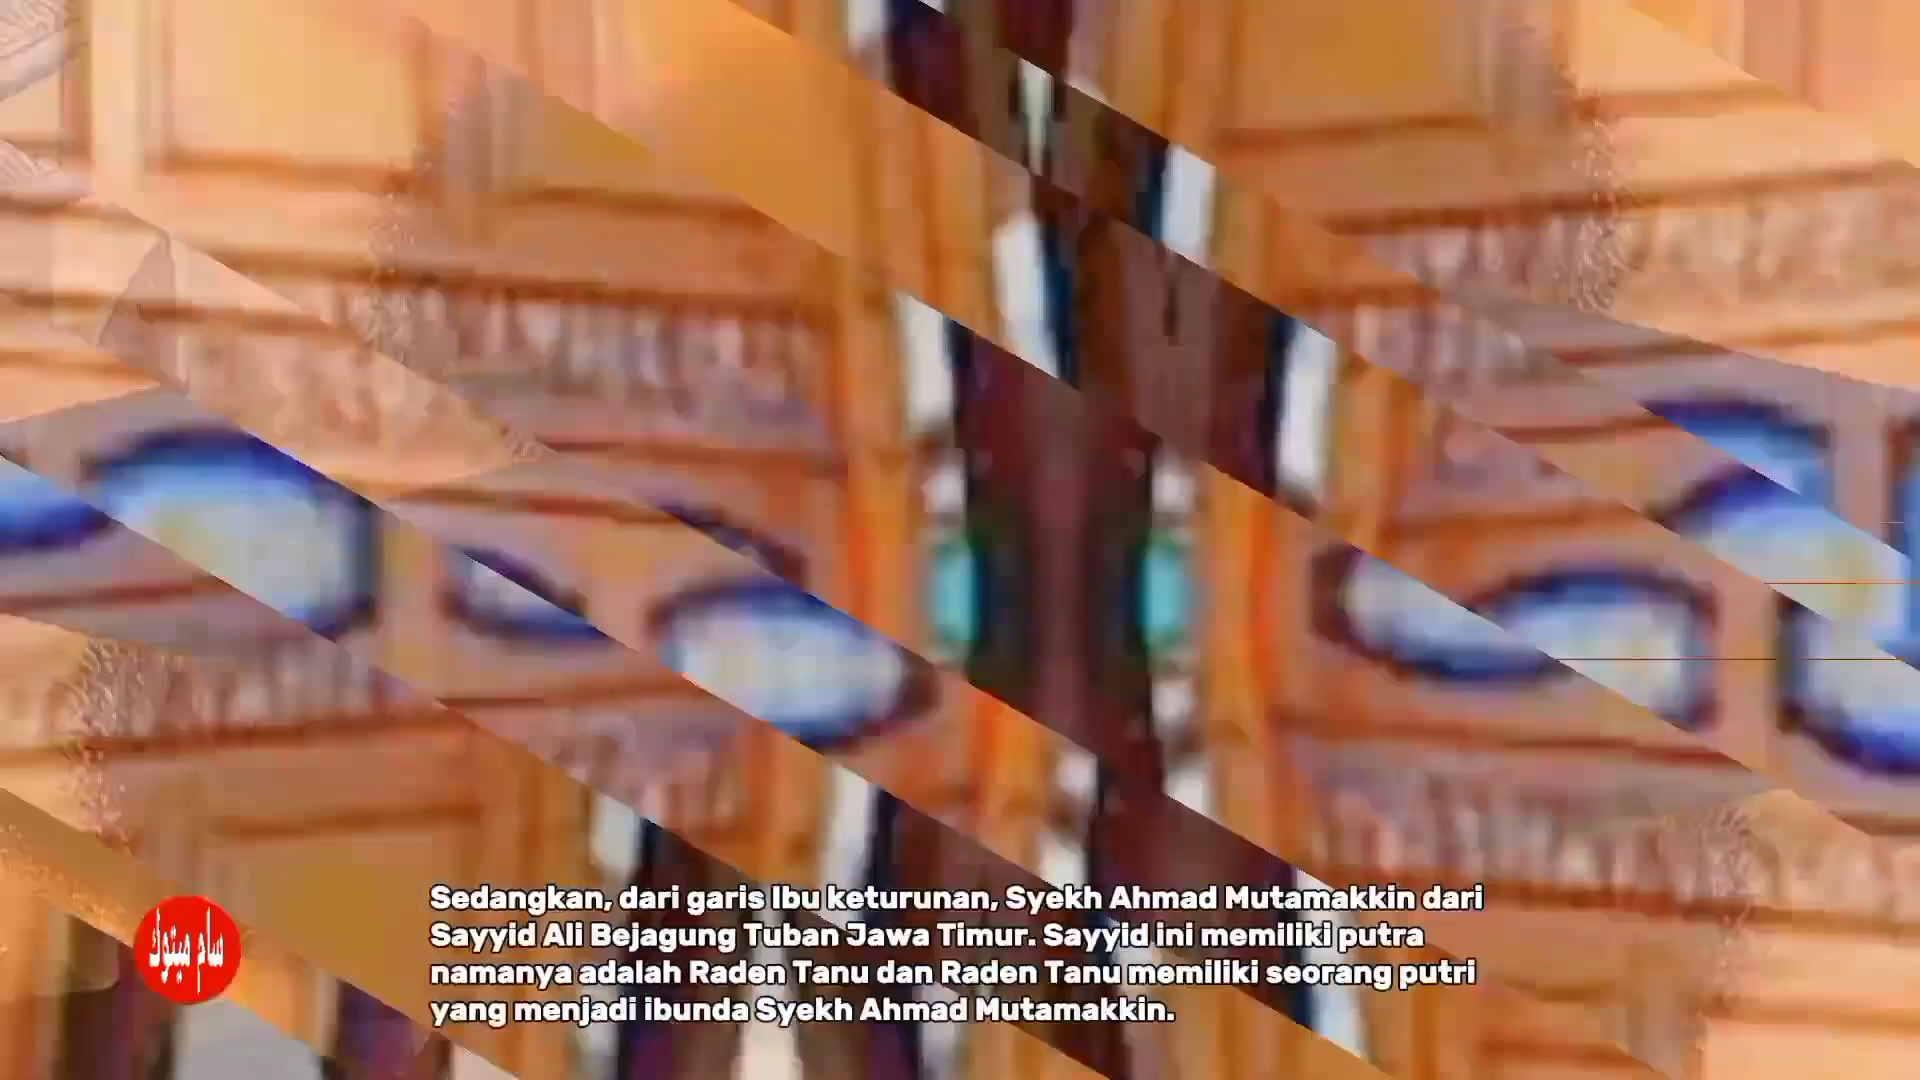 Sedangkan, dari garis Ibu keturunan, Syekh Ahmad Mutamakkin dari
Sayyid Ali Bejagung Tuban Jawa Timur. Sayyid ini memiliki putra
namanya adalah Raden Tanu dan Raden Tanu memiliki seorang putri
yang menjadi ibunda Syekh Ahmad Mutamakkin.
سام ميتوك